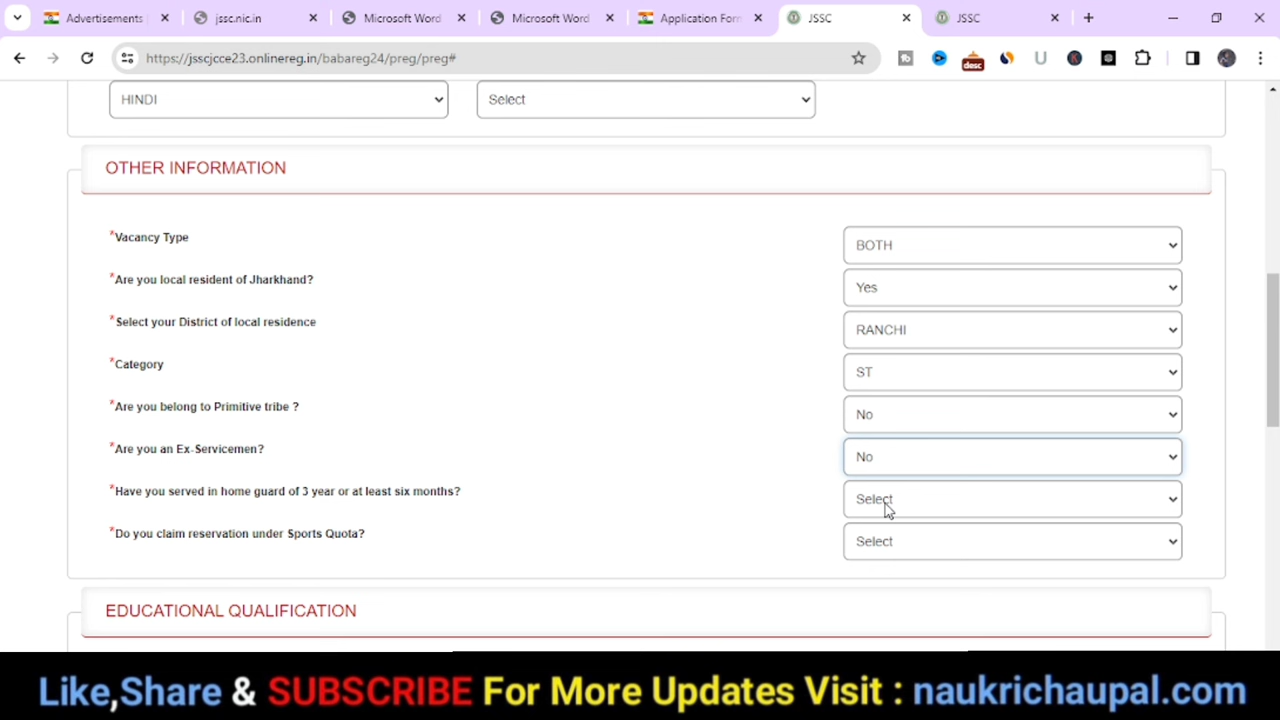 Advertisements
jssc.nic.in
Microsoft Word
Microsoft Word
Application Form
JSSC
JSSC
https://jsscjcce23.onlinereg.in/babareg24/preg/preg#
desc
HINDI
Select
OTHER INFORMATION
*Vacancy Type
BOTH
*Are you local resident of Jharkhand?
Yes
*Select your District of local residence
RANCHI
*Category
ST
*Are you belong to Primitive tribe ?
No
*Are you an Ex-Servicemen?
No
*Have you served in home guard of 3 year or at least six months?
Select
*Do you claim reservation under Sports Quota?
Select
EDUCATIONAL QUALIFICATION
Like,Share & SUBSCRIBE For More Updates Visit : naukrichaupal.com